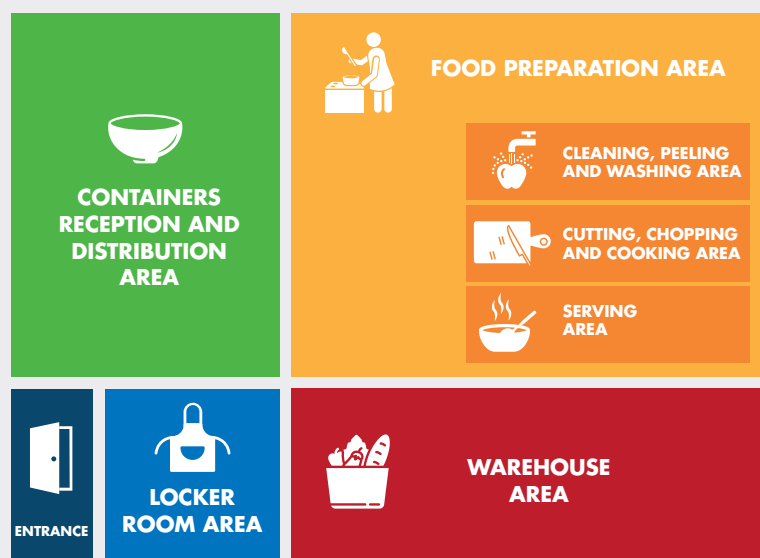 CONTAINERS
RECEPTION AND
DISTRIBUTION
AREA
FOOD PREPARATION AREA
CLEANING, PEELING
AND WASHING AREA
CUTTING, CHOPPING
AND COOKING AREA
SERVING
AREA
ENTRANCE
LOCKER
ROOM AREA
WAREHOUSE
AREA